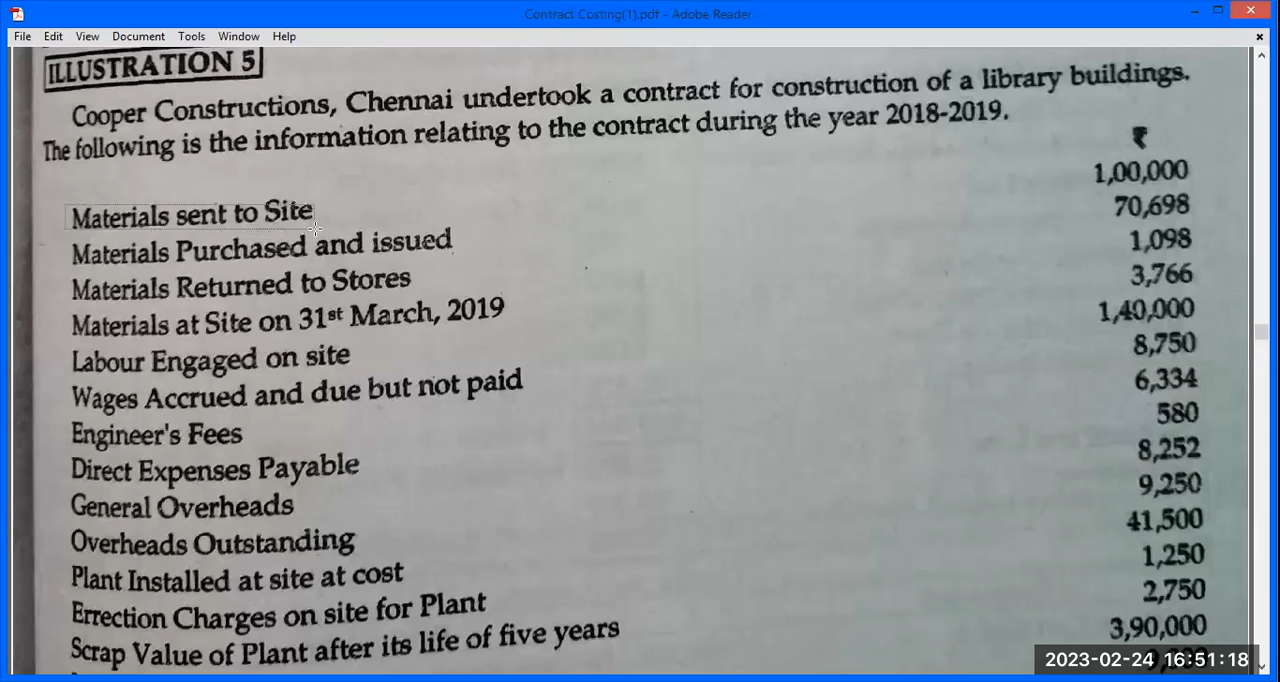 Contract Costing(1).pdf - Adobe Reader
File Edit View Document Tools Window Help
ILLUSTRATION 5
Cooper Constructions, Chennai undertook a contract for construction of a library buildings.
The following is the information relating to the contract during the year 2018-2019.
₹
Materials sent to Site 1,00,000
Materials Purchased and issued 70,698
Materials Returned to Stores 1,098
Materials at Site on 31st March, 2019 3,766
Labour Engaged on site 1,40,000
Wages Accrued and due but not paid 8,750
Engineer's Fees 6,334
Direct Expenses Payable 580
General Overheads 8,252
Overheads Outstanding 9,250
Plant Installed at site at cost 41,500
Errection Charges on site for Plant 1,250
Scrap Value of Plant after its life of five years 2,750
3,90,000
2023-02-24 16:51:18